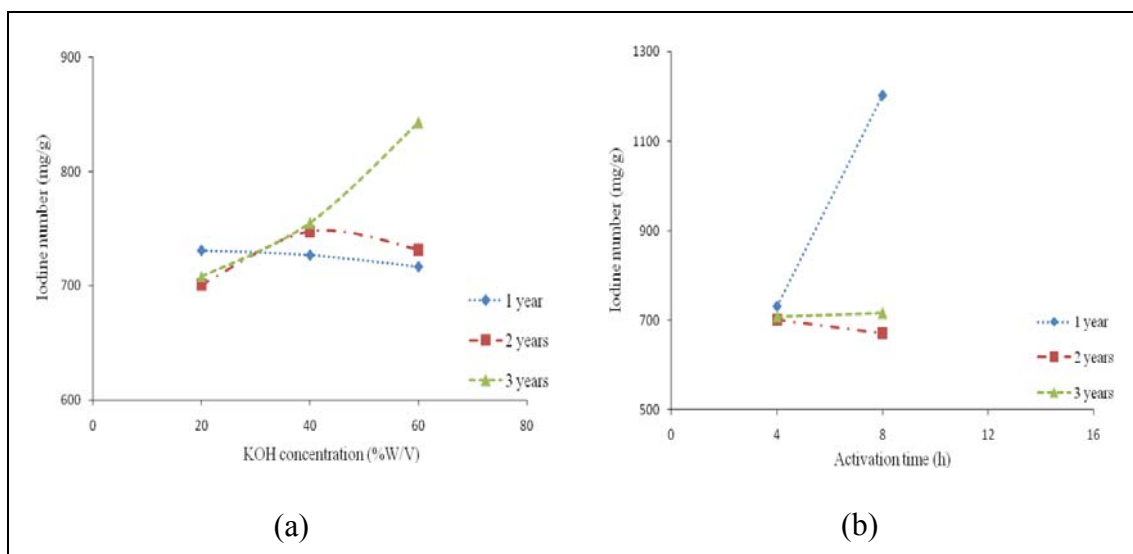 900
800
700
600
0
20
40
60
80
Iodine number (mg/g)
KOH concentration (%W/V)
1 year
2 years
3 years
(a)
1300
1100
900
700
500
0
4
8
12
16
Iodine number (mg/g)
Activation time (h)
1 year
2 years
3 years
(b)